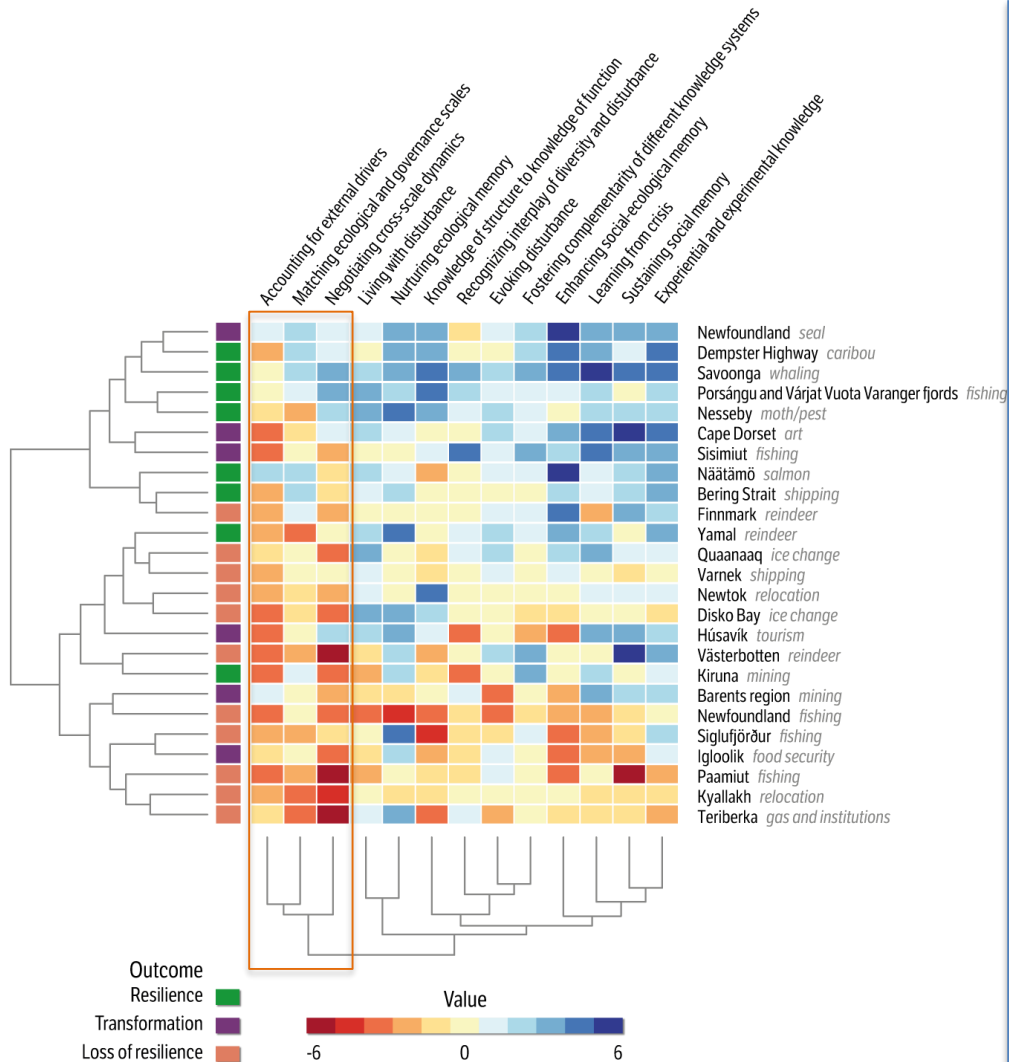 Accounting for external drivers
Matching ecological and governance scales
Negotiating cross-scale dynamics
Living with disturbance
Nurturing ecological memory
Knowledge of structure to knowledge of function
Recognizing interplay of diversity and disturbance
Evoking disturbance
Fostering complementarity of different knowledge systems
Enhancing social-ecological memory
Learning from crisis
Sustaining social memory
Experiential and experimental knowledge
Newfoundland seal
Dempster Highway caribou
Savoonga whaling
Porsáŋgu and Várjat Vuota Varanger fjords fishing
Nesseby moth/pest
Cape Dorset art
Sisimiut fishing
Näätämö salmon
Bering Strait shipping
Finnmark reindeer
Yamal reindeer
Quaanaaq ice change
Varnek shipping
Newtok relocation
Disko Bay ice change
Húsavík tourism
Västerbotten reindeer
Kiruna mining
Barents region mining
Newfoundland fishing
Siglufjörður fishing
Igloolik food security
Paamiut fishing
Kyallakh relocation
Teriberka gas and institutions
Outcome
Resilience
Transformation
Loss of resilience
Value
-6 0 6